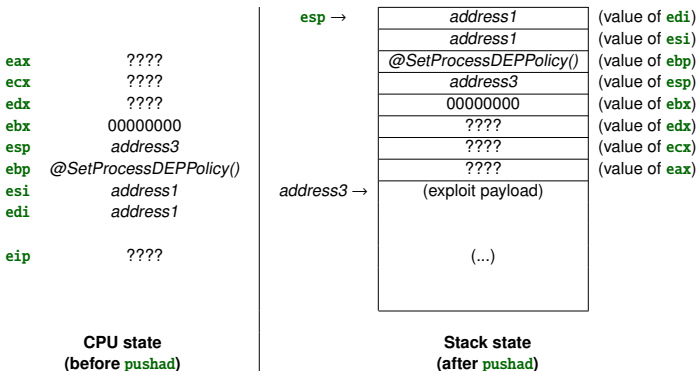 esp → address1 (value of edi)
address1 (value of esi)
eax ???? @SetProcessDEPPolicy() (value of ebp)
ecx ???? address3 (value of esp)
edx ???? 00000000 (value of ebx)
ebx 00000000 ???? (value of edx)
esp address3 ???? (value of ecx)
ebp @SetProcessDEPPolicy() ???? (value of eax)
esi address1 address3 → (exploit payload)
edi address1
eip ???? (...)
CPU state Stack state
(before pushad) (after pushad)